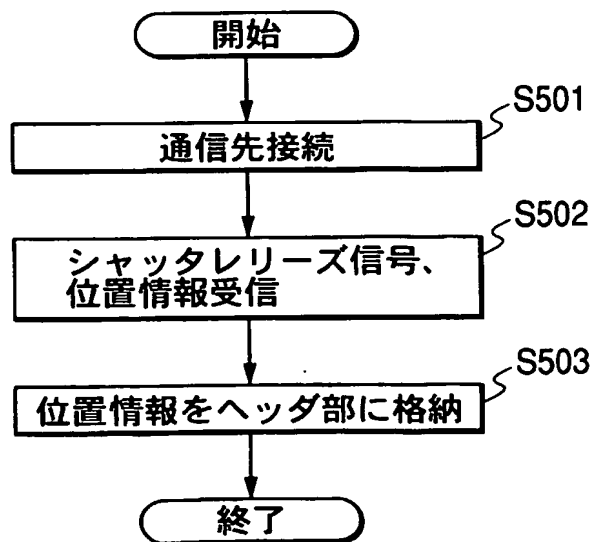 開始
S501
通信先接続
S502
シャッタレリーズ信号、
位置情報受信
S503
位置情報をヘッダ部に格納
終了